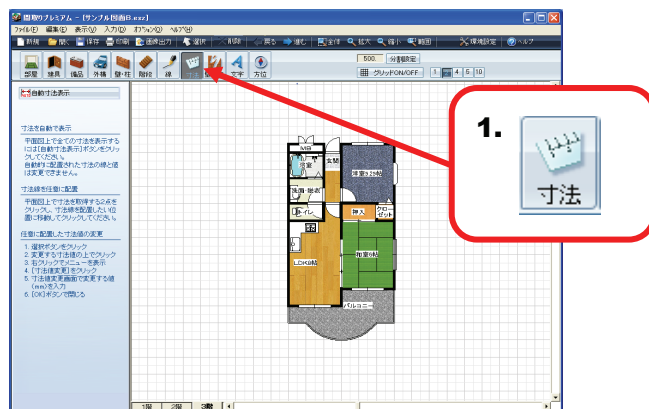 間取りプレミアム - [サンプル図面B.exz]
ファイル(F) 編集(E) 表示(V) 入力(D) オプション(O) ヘルプ(H)
新規 開く 保存 印刷 画像出力 選択 削除 戻る 進む 全体 拡大 縮小 範囲 環境設定 ヘルプ
500. 分割設定
グリッドON/OFF 1 4 5 10
部屋 建具 備品 外構 壁・柱 階段 線 寸法 文字 方位
自動寸法表示
寸法を自動で表示
平面図上で全ての寸法を表示するには[自動寸法表示]ボタンをクリックしてください。
自動的に配置された寸法の線と値は変更できません。
寸法線を任意に配置
平面図上で寸法を取得する2点をクリックし、寸法線を配置したい位置に移動してクリックしてください。
任意に配置した寸法値の変更
1. 選択ボタンをクリック
2. 変更する寸法値の上でクリック
3. 右クリックでメニューを表示
4. [寸法値変更]をクリック
5. 寸法値変更画面で変更する値(mm)を入力
6. [OK]ボタンで閉じる
MB
浴室
玄関
洋室5.25帖
洗面・脱衣
トイレ
押入
クローゼット
LDK8帖
和室6帖
バルコニー
1.
寸法
1階 2階 3階